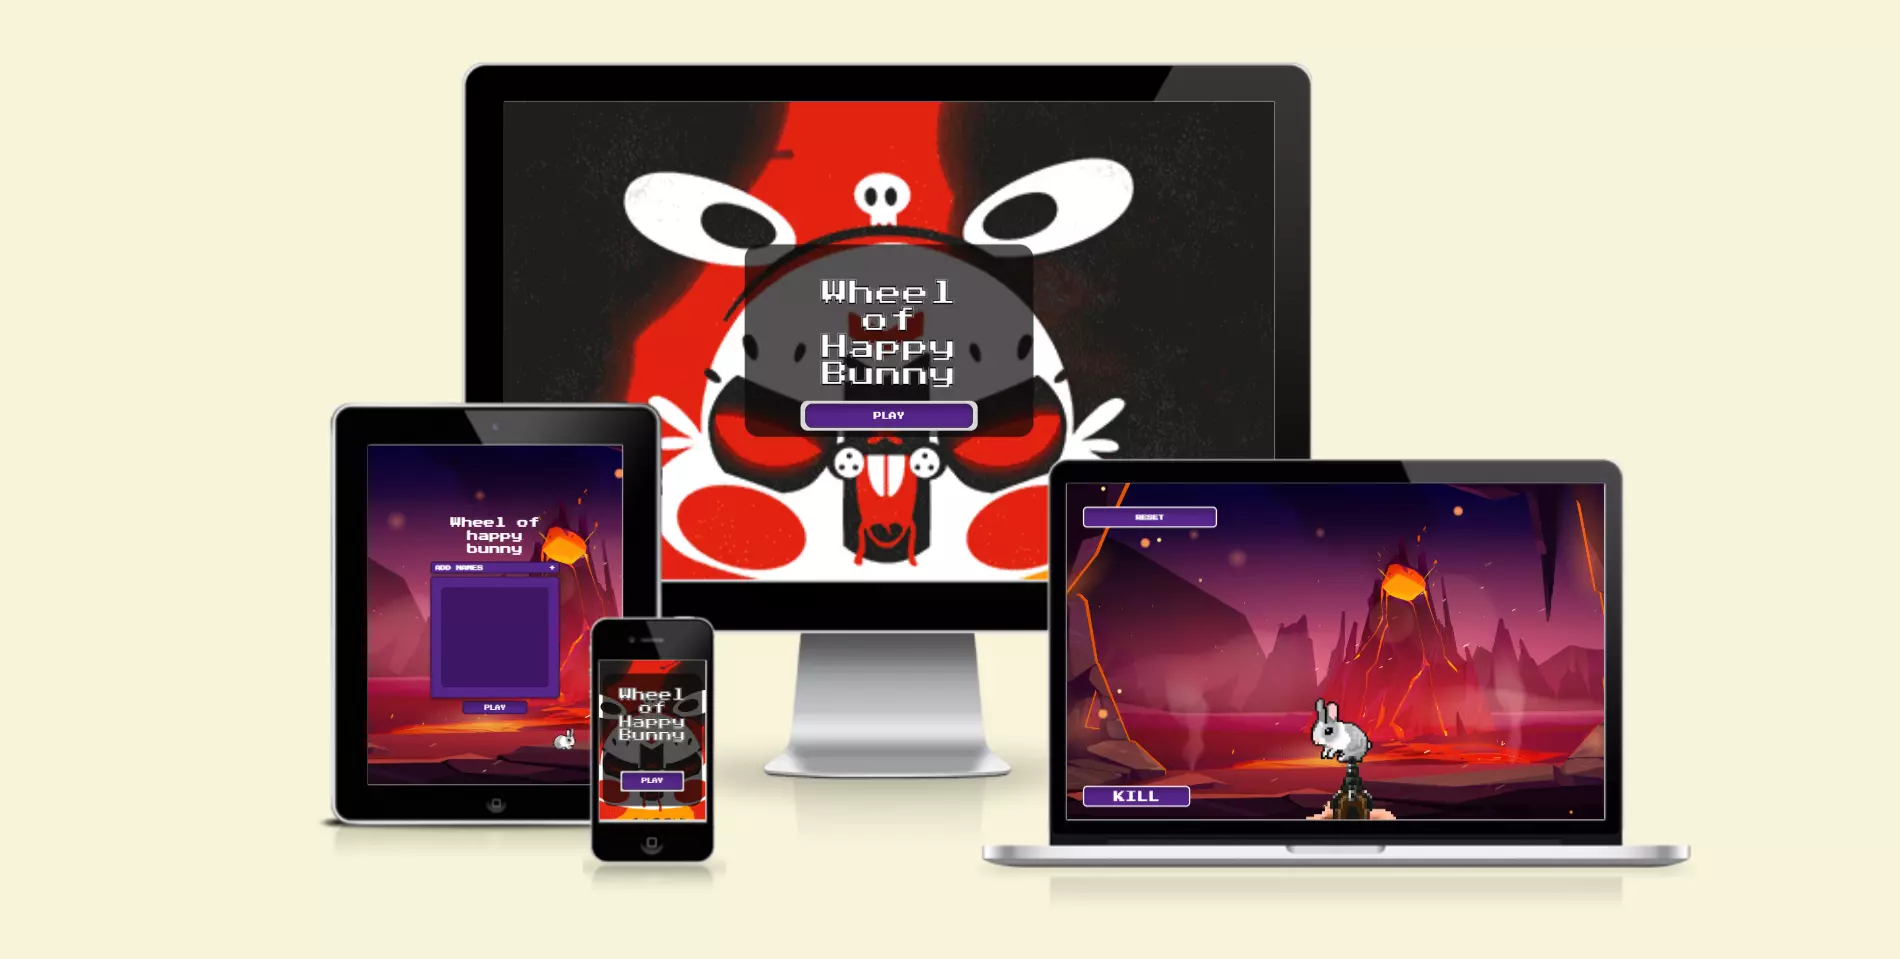 Wheel
of
Happy
Bunny
PLAY
Wheel of
happy
bunny
ADD NAMES +
PLAY
Wheel
of
Happy
Bunny
PLAY
RESET
KILL